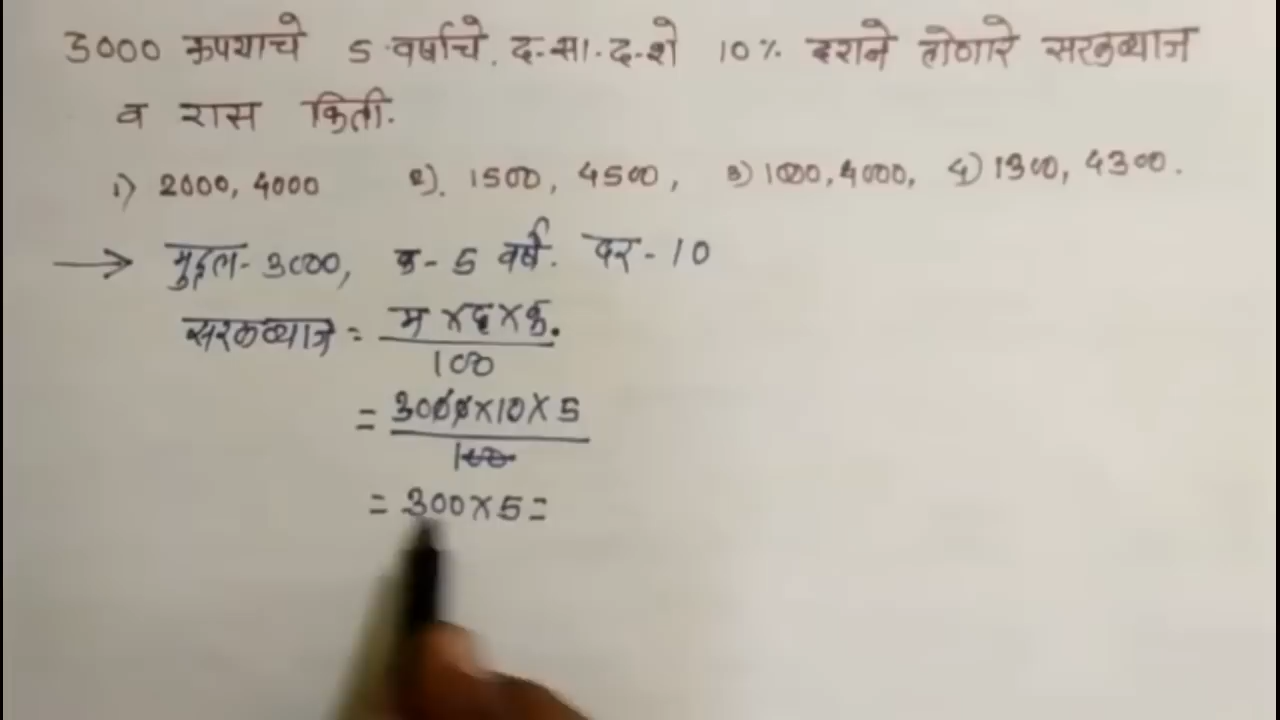 3000 रुपयाचे 5 वर्षाचे. द.सा.द.शे 10% दराने होणारे सरळव्याज
व रास किती.
1) 2000, 4000 2). 1500, 4500, 3) 1000, 4000, 4) 1300, 4300.
→ मुद्दल - 3000, क - 5 वर्षे. दर - 10
सरळव्याज = म × द × क.
100
= 3000 × 10 × 5
100
= 300 × 5 =